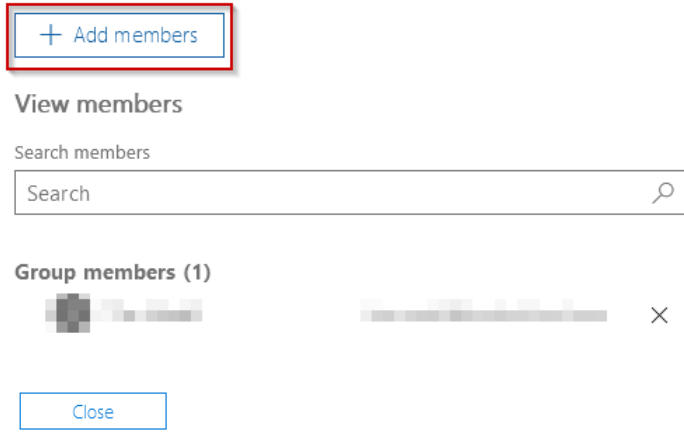 + Add members
View members
Search members
Search
Group members (1)
Close